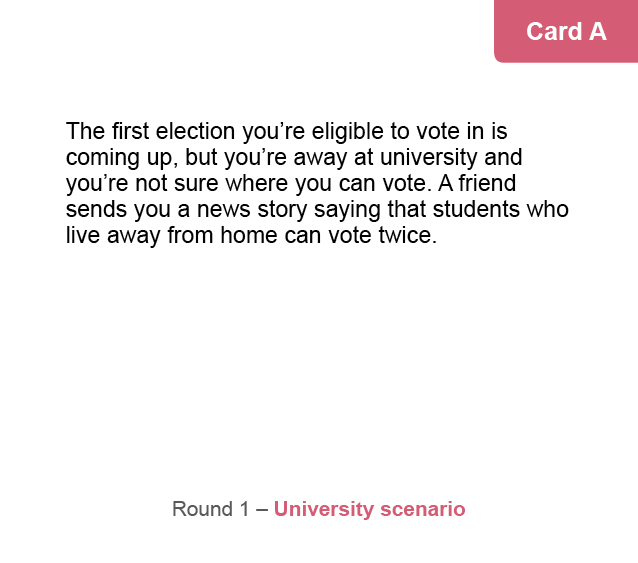 Card A
The first election you’re eligible to vote in is
coming up, but you’re away at university and
you’re not sure where you can vote. A friend
sends you a news story saying that students who
live away from home can vote twice.
Round 1 – University scenario